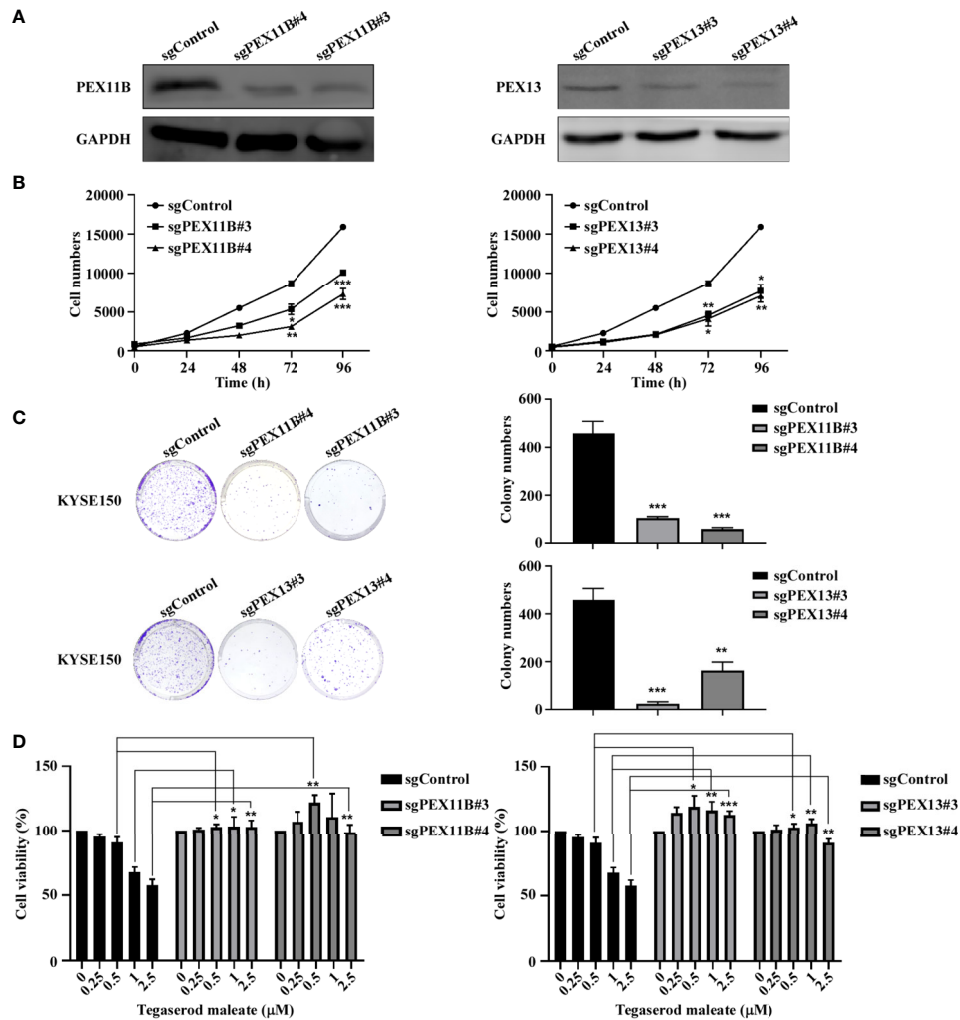 A
sgControl
sgPEX11B#4
sgPEX11B#3
PEX11B
GAPDH
sgControl
sgPEX13#3
sgPEX13#4
PEX13
GAPDH
B
20000
15000
10000
5000
0
Cell numbers
sgControl
sgPEX11B#3
sgPEX11B#4
***
***
*
**
0 24 48 72 96
Time (h)
20000
15000
10000
5000
0
Cell numbers
sgControl
sgPEX13#3
sgPEX13#4
*
**
**
*
0 24 48 72 96
Time (h)
C
sgControl
sgPEX11B#4
sgPEX11B#3
KYSE150
600
400
200
0
Colony numbers
*** ***
sgControl
sgPEX11B#3
sgPEX11B#4
sgControl
sgPEX13#3
sgPEX13#4
KYSE150
600
400
200
0
Colony numbers
*** **
sgControl
sgPEX13#3
sgPEX13#4
D
150
100
50
0
Cell viability (%)
* * ** ** **
sgControl
sgPEX11B#3
sgPEX11B#4
0 0.25 0.5 1 2.5 0 0.25 0.5 1 2.5 0 0.25 0.5 1 2.5
Tegaserod maleate (μM)
150
100
50
0
Cell viability (%)
* ** *** * ** **
sgControl
sgPEX13#3
sgPEX13#4
0 0.25 0.5 1 2.5 0 0.25 0.5 1 2.5 0 0.25 0.5 1 2.5
Tegaserod maleate (μM)